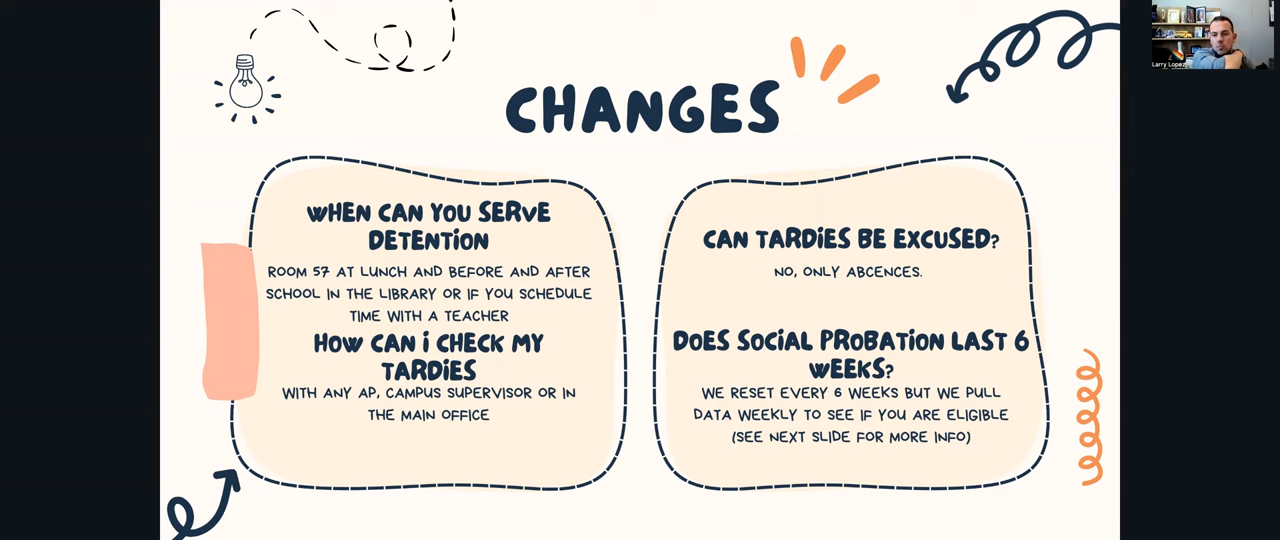 CHANGES
WHEN CAN YOU SERVE
DETENTION
ROOM 57 AT LUNCH AND BEFORE AND AFTER
SCHOOL IN THE LIBRARY OR IF YOU SCHEDULE
TIME WITH A TEACHER
HOW CAN I CHECK MY
TARDIES
WITH ANY AP, CAMPUS SUPERVISOR OR IN
THE MAIN OFFICE
CAN TARDIES BE EXCUSED?
NO, ONLY ABCENCES.
DOES SOCIAL PROBATION LAST 6
WEEKS?
WE RESET EVERY 6 WEEKS BUT WE PULL
DATA WEEKLY TO SEE IF YOU ARE ELIGIBLE
(SEE NEXT SLIDE FOR MORE INFO)
Larry Lopez